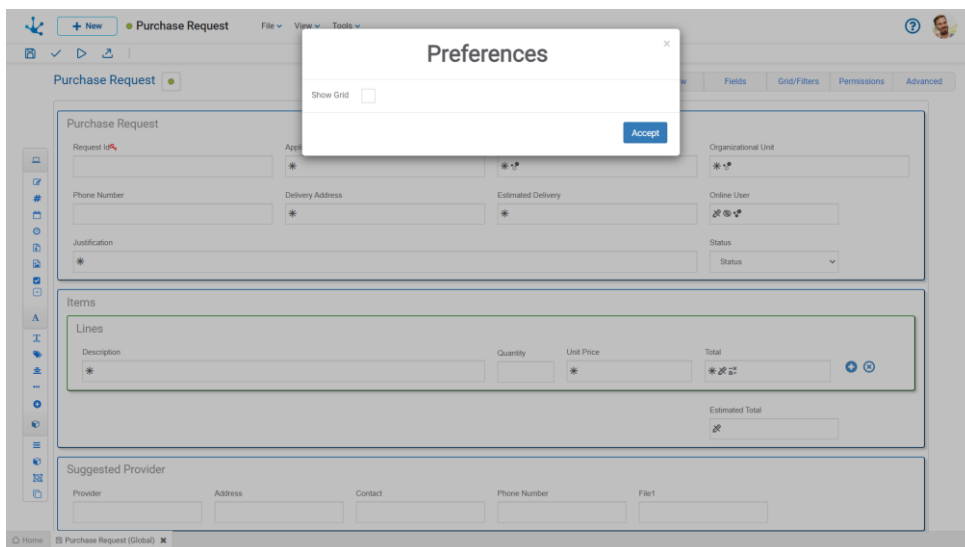 + New
Purchase Request
File
View
Tools
?
Preferences
×
Show Grid
Accept
Purchase Request
Fields
Grid/Filters
Permissions
Advanced
Purchase Request
Request Id
Organizational Unit
Phone Number
Delivery Address
Estimated Delivery
Online User
Justification
Status
Status
Items
Lines
Description
Quantity
Unit Price
Total
Estimated Total
Suggested Provider
Provider
Address
Contact
Phone Number
File1
Home
Purchase Request (Global)